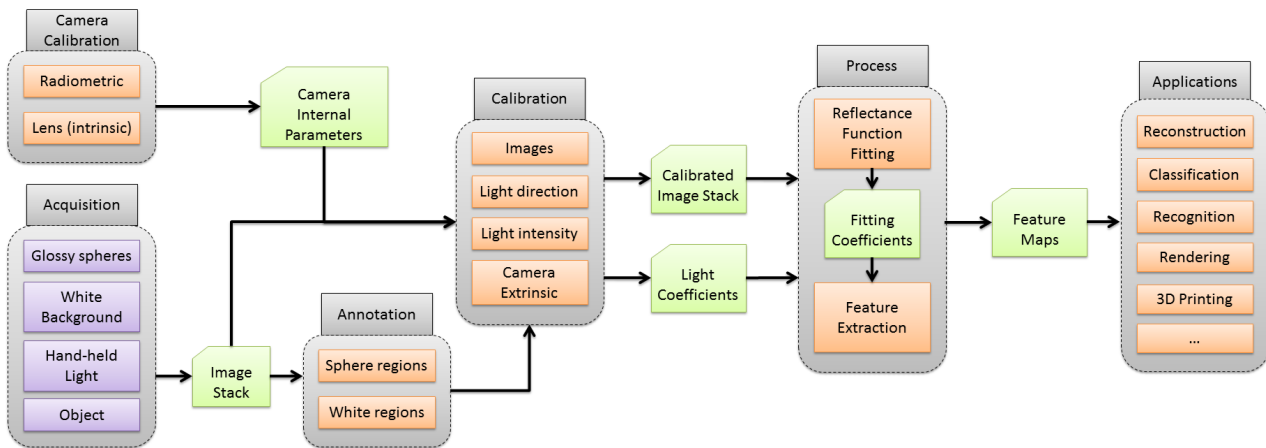 Camera
Calibration
Radiometric
Lens (intrinsic)
Camera
Internal
Parameters
Acquisition
Glossy spheres
White
Background
Hand-held
Light
Object
Image
Stack
Annotation
Sphere regions
White regions
Calibration
Images
Light direction
Light intensity
Camera
Extrinsic
Calibrated
Image Stack
Light
Coefficients
Process
Reflectance
Function
Fitting
Fitting
Coefficients
Feature
Extraction
Feature
Maps
Applications
Reconstruction
Classification
Recognition
Rendering
3D Printing
...